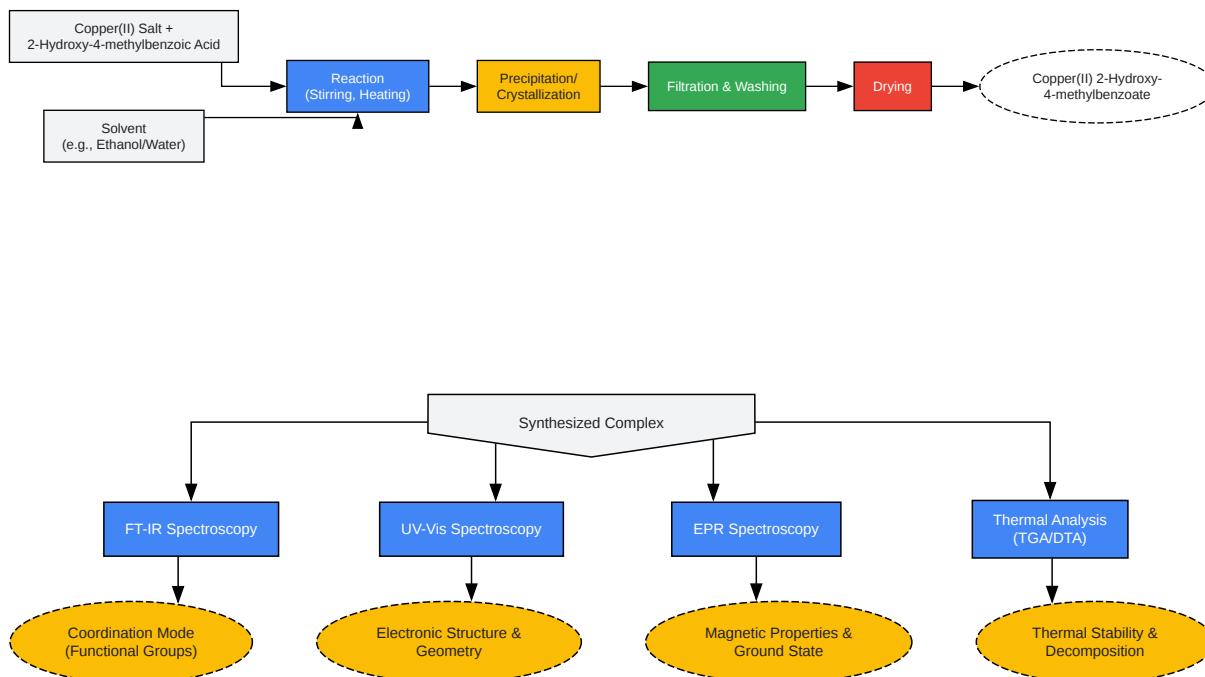 Copper(II) Salt +
2-Hydroxy-4-methylbenzoic Acid
Reaction
(Stirring, Heating)
Precipitation/
Crystallization
Filtration & Washing
Drying
Copper(II) 2-Hydroxy-
4-methylbenzoate
Solvent
(e.g., Ethanol/Water)
Synthesized Complex
FT-IR Spectroscopy
UV-Vis Spectroscopy
EPR Spectroscopy
Thermal Analysis
(TGA/DTA)
Coordination Mode
(Functional Groups)
Electronic Structure &
Geometry
Magnetic Properties &
Ground State
Thermal Stability &
Decomposition